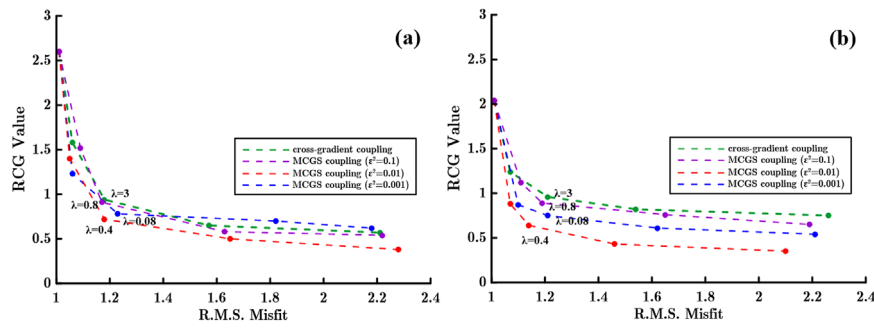 (a)
RCG Value
3
2.5
2
1.5
1
0.5
0
cross-gradient coupling
MCGS coupling (ε²=0.1)
MCGS coupling (ε²=0.01)
MCGS coupling (ε²=0.001)
λ=3
λ=0.8
λ=0.08
λ=0.4
1 1.2 1.4 1.6 1.8 2 2.2 2.4
R.M.S. Misfit
(b)
RCG Value
3
2.5
2
1.5
1
0.5
0
cross-gradient coupling
MCGS coupling (ε²=0.1)
MCGS coupling (ε²=0.01)
MCGS coupling (ε²=0.001)
λ=3
λ=0.8
λ=0.08
λ=0.4
1 1.2 1.4 1.6 1.8 2 2.2 2.4
R.M.S. Misfit